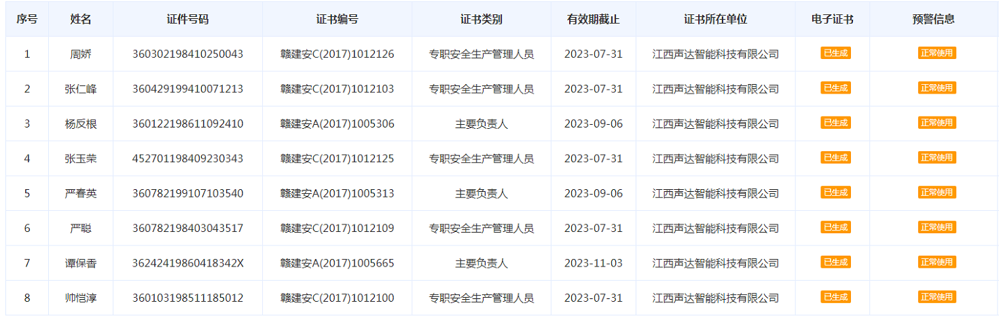 序号 姓名 证件号码 证书编号 证书类别 有效期截止 证书所在单位 电子证书 预警信息
1 周娇 360302198410250043 赣建安C(2017)1012126 专职安全生产管理人员 2023-07-31 江西声达智能科技有限公司 已生成 正常使用
2 张仁峰 360429199410071213 赣建安C(2017)1012103 专职安全生产管理人员 2023-07-31 江西声达智能科技有限公司 已生成 正常使用
3 杨反根 360122198611092410 赣建安A(2017)1005306 主要负责人 2023-09-06 江西声达智能科技有限公司 已生成 正常使用
4 张玉荣 452701198409230343 赣建安C(2017)1012125 专职安全生产管理人员 2023-07-31 江西声达智能科技有限公司 已生成 正常使用
5 严春英 360782199107103540 赣建安A(2017)1005313 主要负责人 2023-09-06 江西声达智能科技有限公司 已生成 正常使用
6 严聪 360782198403043517 赣建安C(2017)1012109 专职安全生产管理人员 2023-07-31 江西声达智能科技有限公司 已生成 正常使用
7 谭保香 36242419860418342X 赣建安A(2017)1005665 主要负责人 2023-11-03 江西声达智能科技有限公司 已生成 正常使用
8 帅恺淳 360103198511185012 赣建安C(2017)1012100 专职安全生产管理人员 2023-07-31 江西声达智能科技有限公司 已生成 正常使用